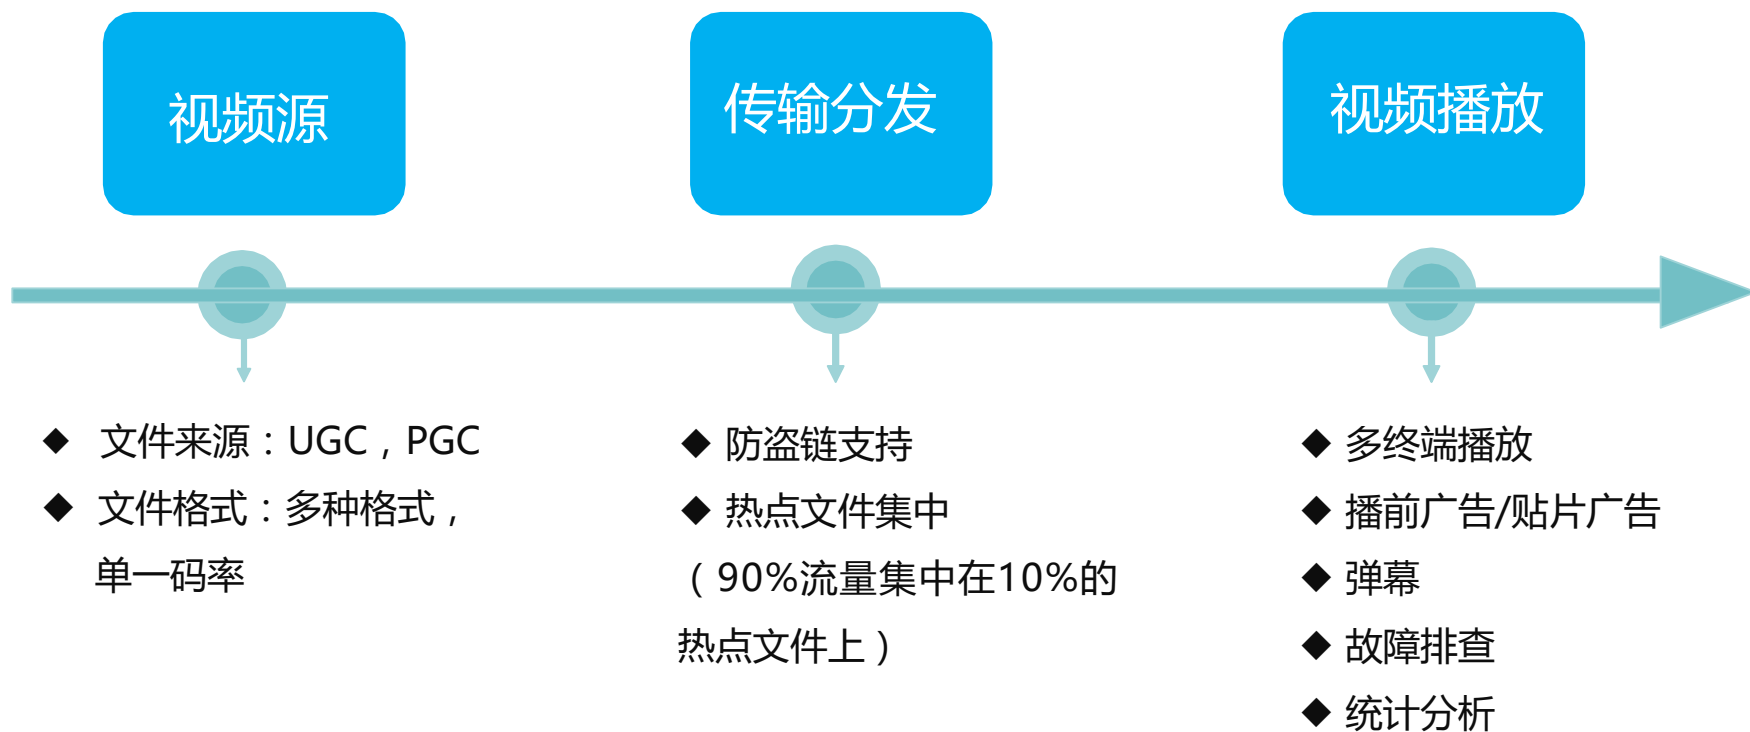 视频源
传输分发
视频播放
◆ 文件来源：UGC，PGC
◆ 文件格式：多种格式，
单一码率
◆ 防盗链支持
◆ 热点文件集中
（90%流量集中在10%的
热点文件上）
◆ 多终端播放
◆ 播前广告/贴片广告
◆ 弹幕
◆ 故障排查
◆ 统计分析